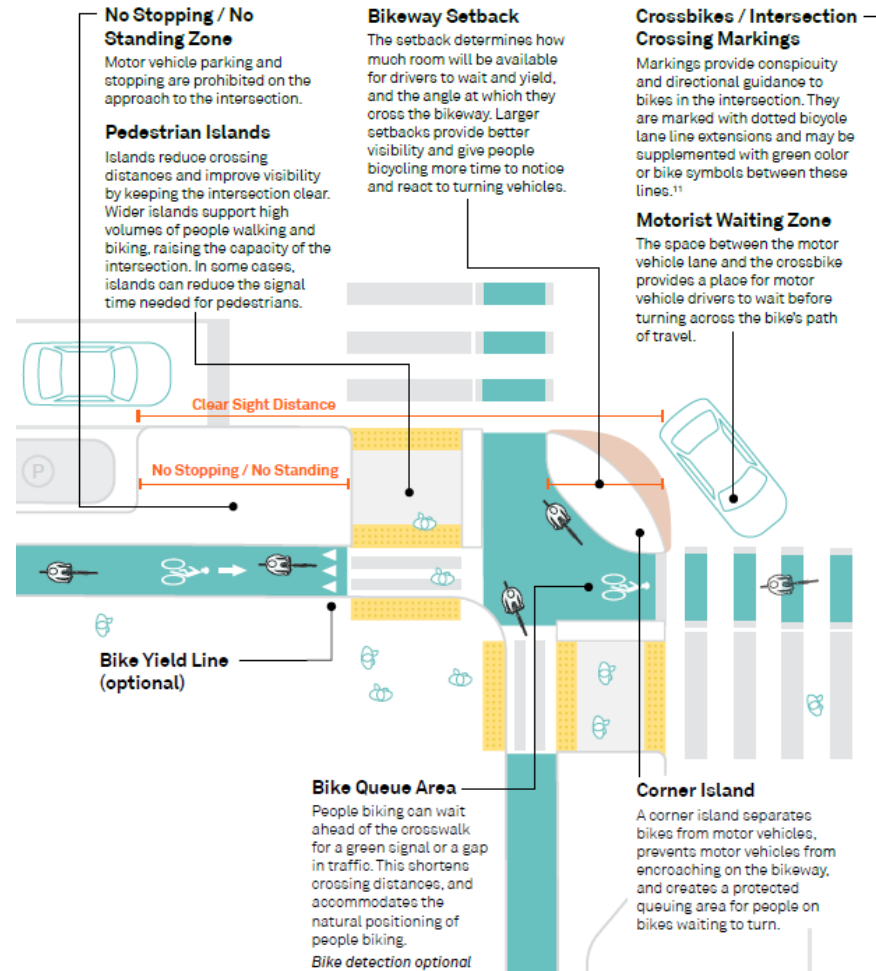 No Stopping / No
Standing Zone
Motor vehicle parking and
stopping are prohibited on the
approach to the intersection.
Pedestrian Islands
Islands reduce crossing
distances and improve visibility
by keeping the intersection clear.
Wider islands support high
volumes of people walking and
biking, raising the capacity of the
intersection. In some cases,
islands can reduce the signal
time needed for pedestrians.
Bikeway Setback
The setback determines how
much room will be available
for drivers to wait and yield,
and the angle at which they
cross the bikeway. Larger
setbacks provide better
visibility and give people
bicycling more time to notice
and react to turning vehicles.
Crossbikes / Intersection
Crossing Markings
Markings provide conspicuity
and directional guidance to
bikes in the intersection. They
are marked with dotted bicycle
lane line extensions and may be
supplemented with green color
or bike symbols between these
lines.¹¹
Motorist Waiting Zone
The space between the motor
vehicle lane and the crossbike
provides a place for motor
vehicle drivers to wait before
turning across the bike's path
of travel.
Clear Sight Distance
No Stopping / No Standing
P
Bike Yield Line
(optional)
Bike Queue Area
People biking can wait
ahead of the crosswalk
for a green signal or a gap
in traffic. This shortens
crossing distances, and
accommodates the
natural positioning of
people biking.
Bike detection optional
Corner Island
A corner island separates
bikes from motor vehicles,
prevents motor vehicles from
encroaching on the bikeway,
and creates a protected
queuing area for people on
bikes waiting to turn.